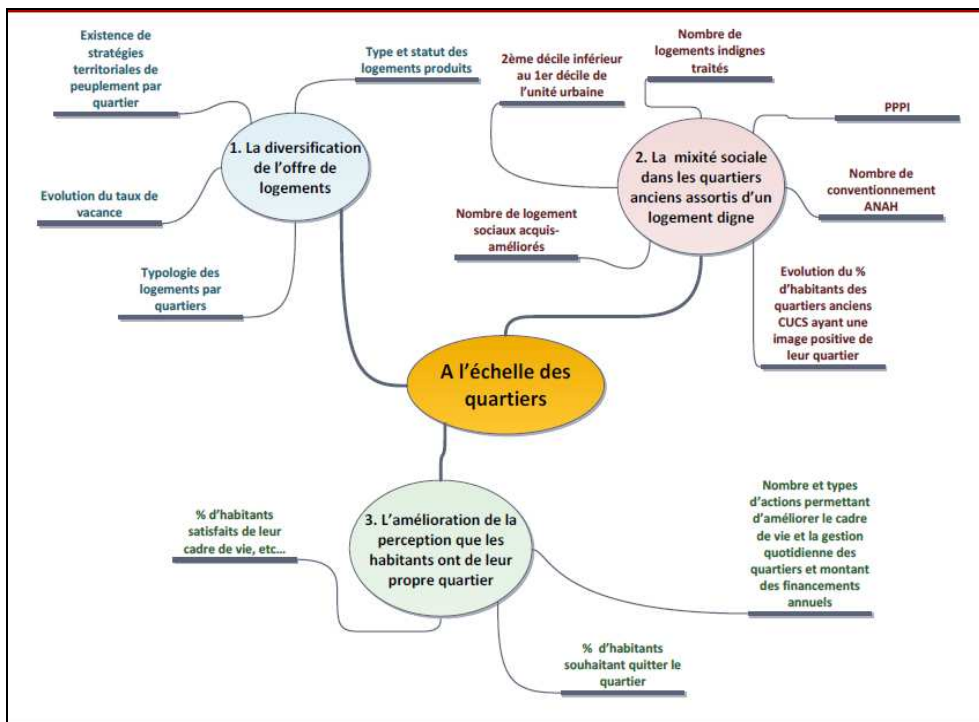 Existence de
stratégies
territoriales de
peuplement par
quartier
Type et statut des
logements produits
1. La diversification
de l'offre de
logements
Evolution du taux de
vacance
Typologie des
logements par
quartiers
2ème décile inférieur
au 1er décile de
l'unité urbaine
Nombre de
logements indignes
traités
PPPI
2. La mixité sociale
dans les quartiers
anciens assortis d'un
logement digne
Nombre de
conventionnement
ANAH
Nombre de logement
sociaux acquis-
améliorés
Evolution du %
d'habitants des
quartiers anciens
CUCS ayant une
image positive de
leur quartier
A l'échelle des
quartiers
3. L'amélioration de la
perception que les
habitants ont de leur
propre quartier
% d'habitants
satisfaits de leur
cadre de vie, etc...
Nombre et types
d'actions permettant
d'améliorer le cadre
de vie et la gestion
quotidienne des
quartiers et montant
des financements
annuels
% d'habitants
souhaitant quitter le
quartier